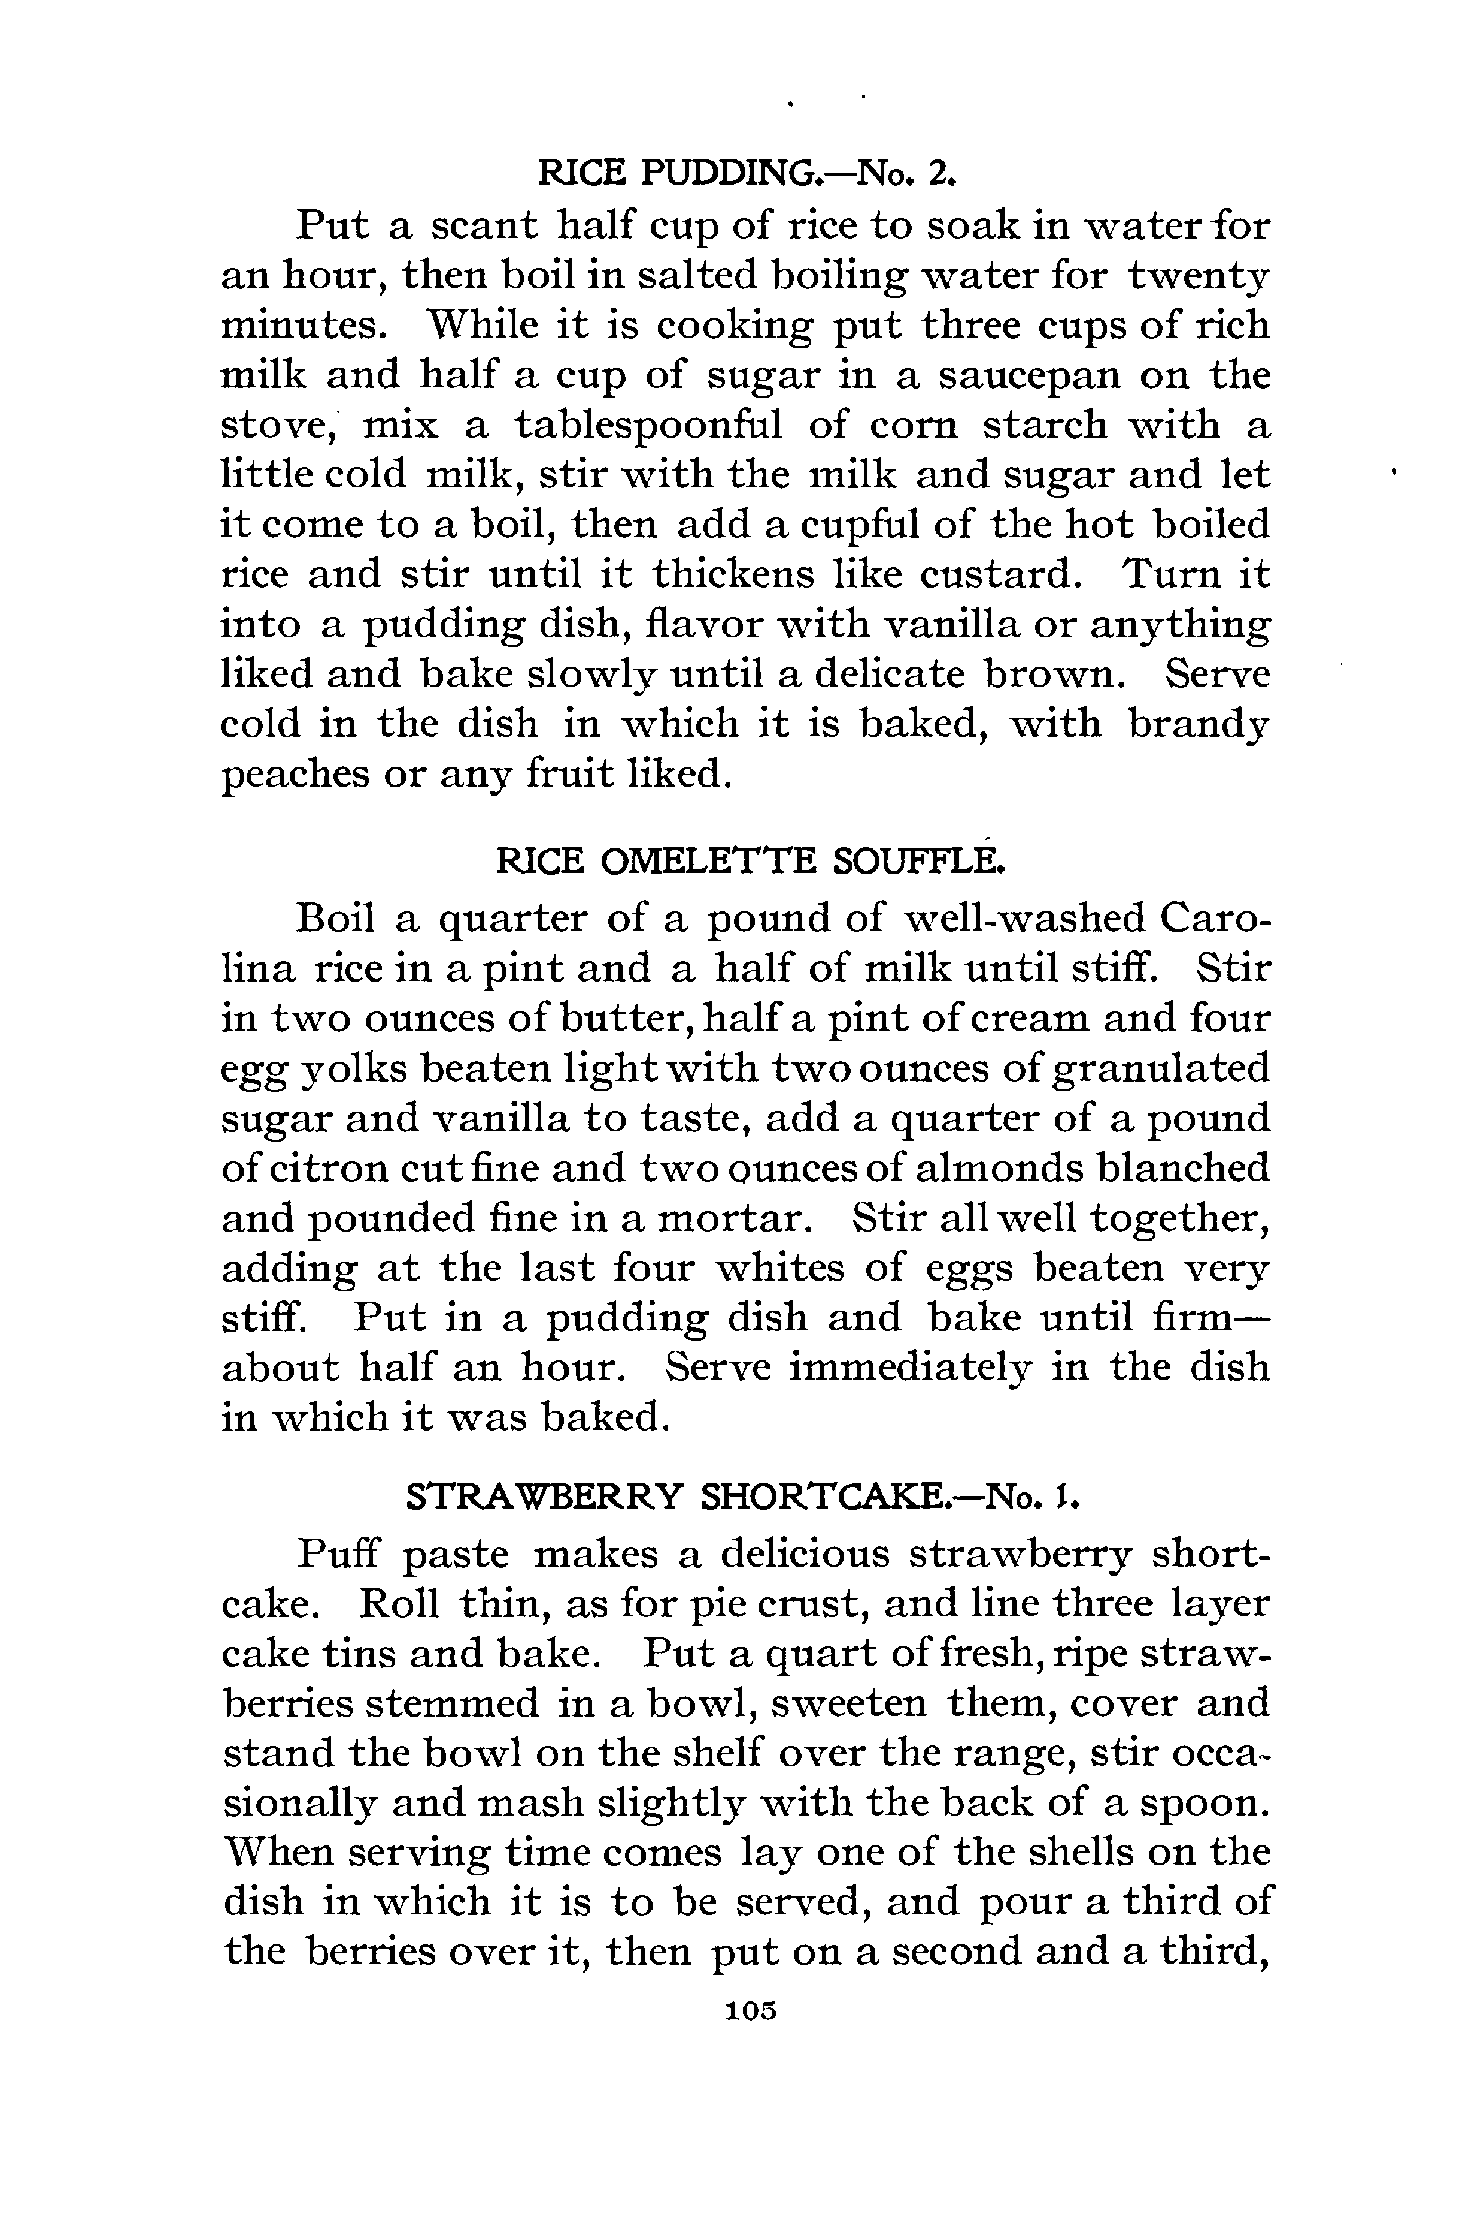 RICE PUDDING.—No. 2.
Put a scant half cup of rice to soak in water for
an hour, then boil in salted boiling water for twenty
minutes. While it is cooking put three cups of rich
milk and half a cup of sugar in a saucepan on the
stove, mix a tablespoonful of corn starch with a
little cold milk, stir with the milk and sugar and let
it come to a boil, then add a cupful of the hot boiled
rice and stir until it thickens like custard. Turn it
into a pudding dish, flavor with vanilla or anything
liked and bake slowly until a delicate brown. Serve
cold in the dish in which it is baked, with brandy
peaches or any fruit liked.
RICE OMELETTE SOUFFLÉ.
Boil a quarter of a pound of well-washed Caro-
lina rice in a pint and a half of milk until stiff. Stir
in two ounces of butter, half a pint of cream and four
egg yolks beaten light with two ounces of granulated
sugar and vanilla to taste, add a quarter of a pound
of citron cut fine and two ounces of almonds blanched
and pounded fine in a mortar. Stir all well together,
adding at the last four whites of eggs beaten very
stiff. Put in a pudding dish and bake until firm—
about half an hour. Serve immediately in the dish
in which it was baked.
STRAWBERRY SHORTCAKE.—No. 1.
Puff paste makes a delicious strawberry short-
cake. Roll thin, as for pie crust, and line three layer
cake tins and bake. Put a quart of fresh, ripe straw-
berries stemmed in a bowl, sweeten them, cover and
stand the bowl on the shelf over the range, stir occa-
sionally and mash slightly with the back of a spoon.
When serving time comes lay one of the shells on the
dish in which it is to be served, and pour a third of
the berries over it, then put on a second and a third,
105